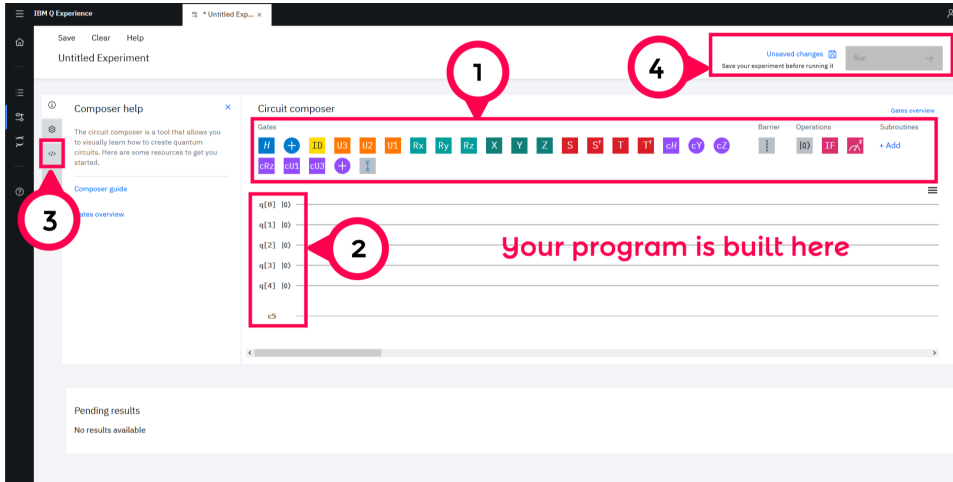 IBM Q Experience
* Untitled Exp... ×
Save Clear Help
Untitled Experiment
Unsaved changes
Save your experiment before running it
Run →
1
4
Composer help ×
The circuit composer is a tool that allows you
to visually learn how to create quantum
circuits. Here are some resources to get you
started.
Composer guide
Gates overview
</>
3
Circuit composer
Gates overview
Gates
Barrier
Operations
Subroutines
H + ID U3 U2 U1 Rx Ry Rz X Y Z S S† T T† cH cY cZ
|0⟩ IF z
+ Add
cRz cU1 cU3 +
q[0] |0⟩
q[1] |0⟩
q[2] |0⟩
q[3] |0⟩
q[4] |0⟩
c5
2
Your program is built here
Pending results
No results available